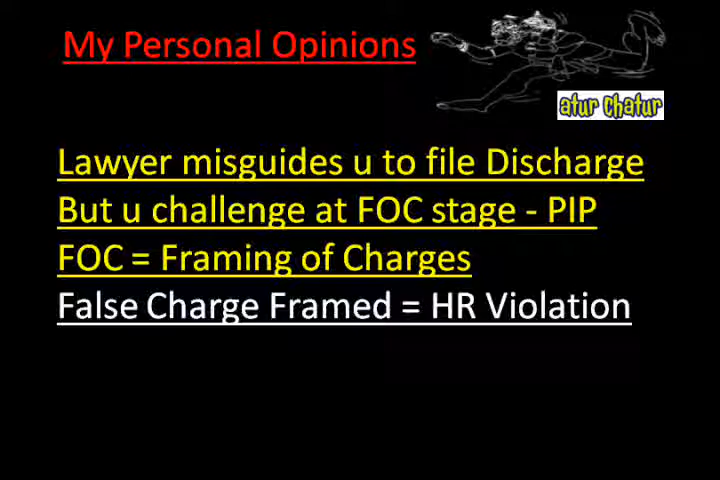 My Personal Opinions
atur chatur
Lawyer misguides u to file Discharge
But u challenge at FOC stage - PIP
FOC = Framing of Charges
False Charge Framed = HR Violation